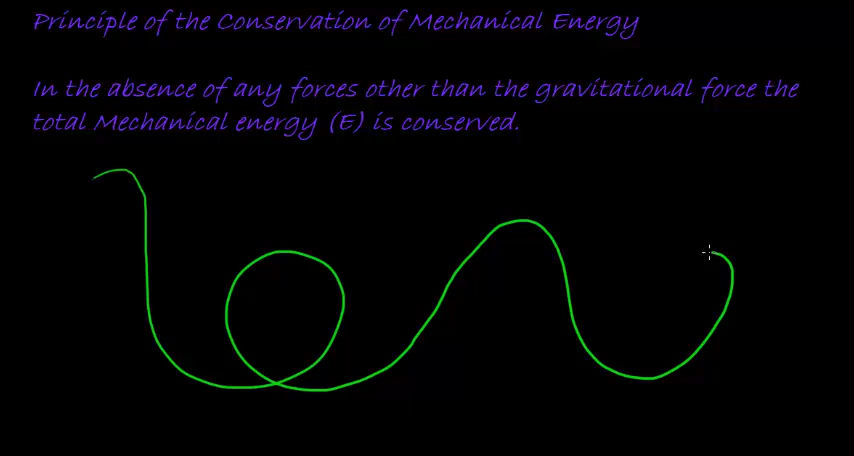 Principle of the Conservation of Mechanical Energy
In the absence of any forces other than the gravitational force the
total Mechanical energy (E) is conserved.